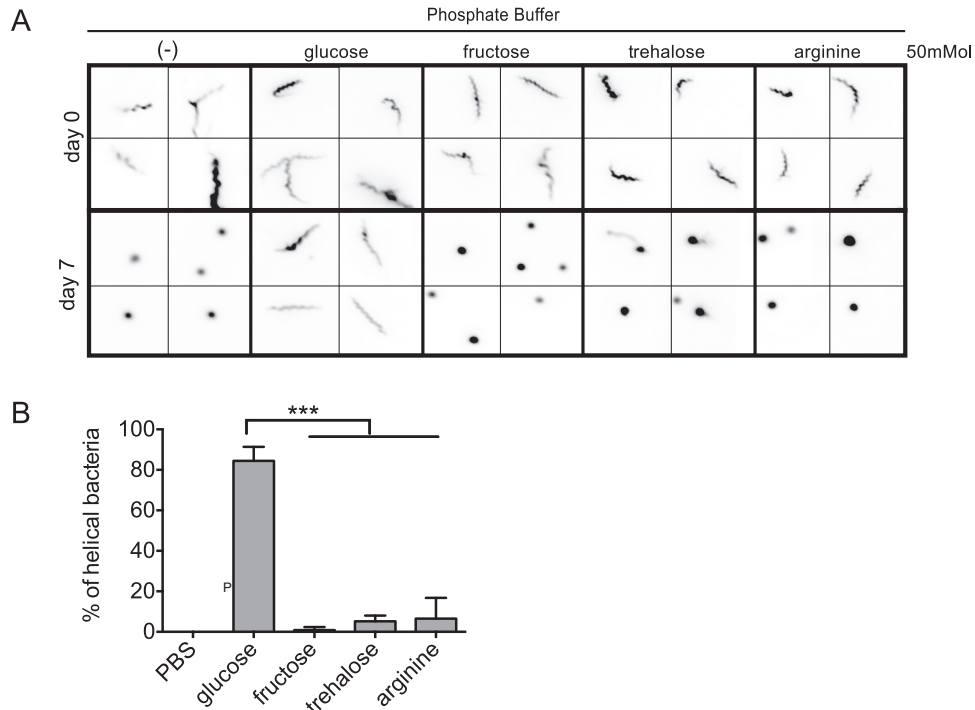 A
Phosphate Buffer
(-) glucose fructose trehalose arginine 50mMol
day 0
day 7
B
***
% of helical bacteria
100
80
60
40
20
0
P
PBS glucose fructose trehalose arginine